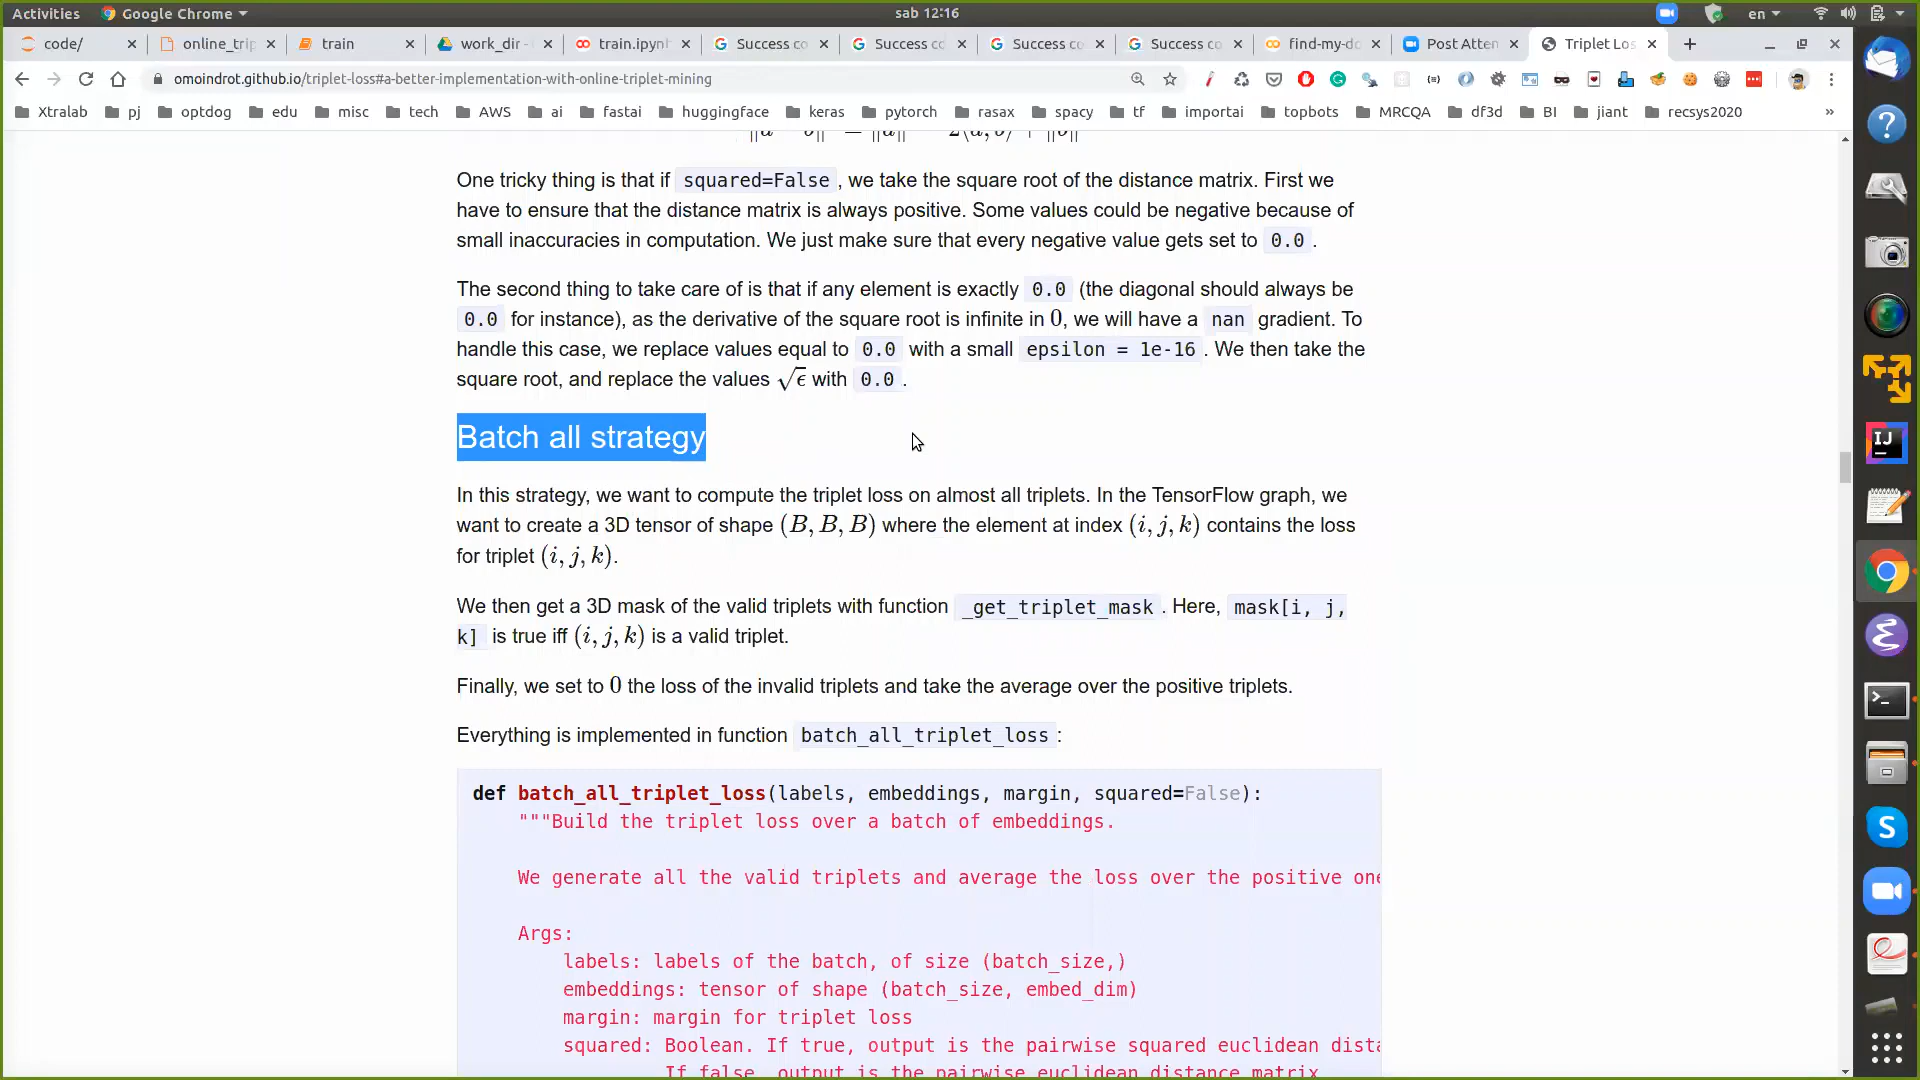 Activities Google Chrome sab 12:16 en
code/ online_trip train work_dir - train.ipynb Success co Success co Success co Success co find-my-do Post Atten Triplet Los
omoindrot.github.io/triplet-loss#a-better-implementation-with-online-triplet-mining
Xtralab pj optdog edu misc tech AWS ai fastai huggingface keras pytorch rasax spacy tf importai topbots MRCQA df3d BI jiant recsys2020 »
One tricky thing is that if squared=False , we take the square root of the distance matrix. First we
have to ensure that the distance matrix is always positive. Some values could be negative because of
small inaccuracies in computation. We just make sure that every negative value gets set to 0.0 .
The second thing to take care of is that if any element is exactly 0.0 (the diagonal should always be
0.0 for instance), as the derivative of the square root is infinite in 0, we will have a nan gradient. To
handle this case, we replace values equal to 0.0 with a small epsilon = 1e-16 . We then take the
square root, and replace the values √ϵ with 0.0 .
Batch all strategy
In this strategy, we want to compute the triplet loss on almost all triplets. In the TensorFlow graph, we
want to create a 3D tensor of shape (B, B, B) where the element at index (i, j, k) contains the loss
for triplet (i, j, k).
We then get a 3D mask of the valid triplets with function _get_triplet_mask . Here, mask[i, j,
k] is true iff (i, j, k) is a valid triplet.
Finally, we set to 0 the loss of the invalid triplets and take the average over the positive triplets.
Everything is implemented in function batch_all_triplet_loss :
def batch_all_triplet_loss(labels, embeddings, margin, squared=False):
"""Build the triplet loss over a batch of embeddings.
We generate all the valid triplets and average the loss over the positive one
Args:
labels: labels of the batch, of size (batch_size,)
embeddings: tensor of shape (batch_size, embed_dim)
margin: margin for triplet loss
squared: Boolean. If true, output is the pairwise squared euclidean dista
If false, output is the pairwise euclidean distance matrix